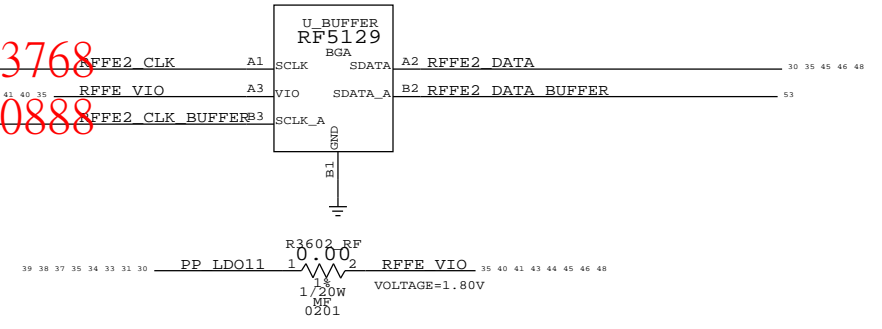 U_BUFFER
RF5129
BGA
3768
RFFE2_CLK A1 SCLK SDATA A2 RFFE2_DATA 30 35 45 46 48
41 40 35 RFFE_VIO A3 VIO SDATA_A B2 RFFE2_DATA_BUFFER 53
0888
RFFE2_CLK_BUFFER B3 SCLK_A
GND
B1
R3602_RF
0.00
39 38 37 35 34 33 31 30 PP_LDO11 1 2 RFFE_VIO 35 40 41 43 44 45 46 48
1%
VOLTAGE=1.80V
1/20W
MF
0201